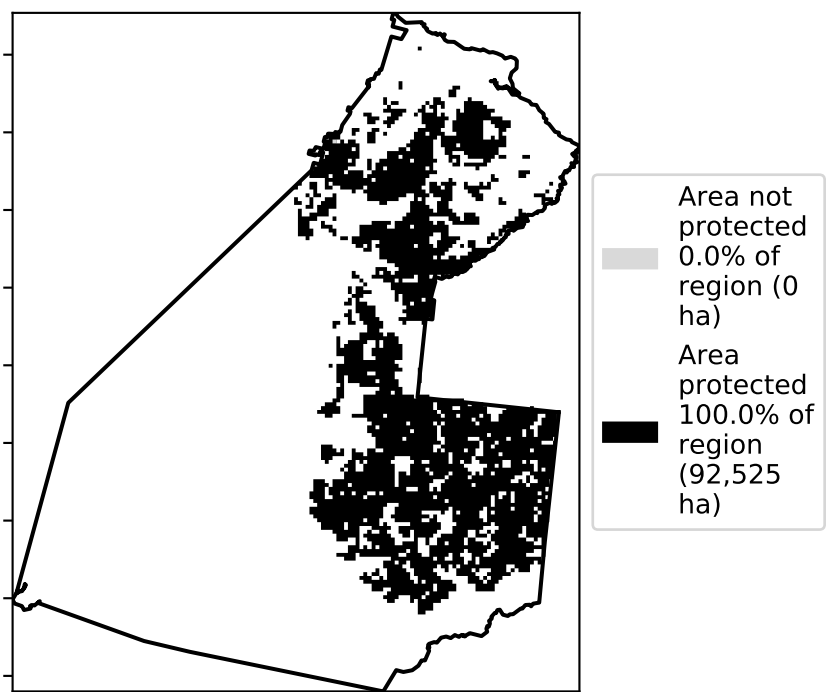 Area not
protected
0.0% of
region (0
ha)
Area
protected
100.0% of
region
(92,525
ha)